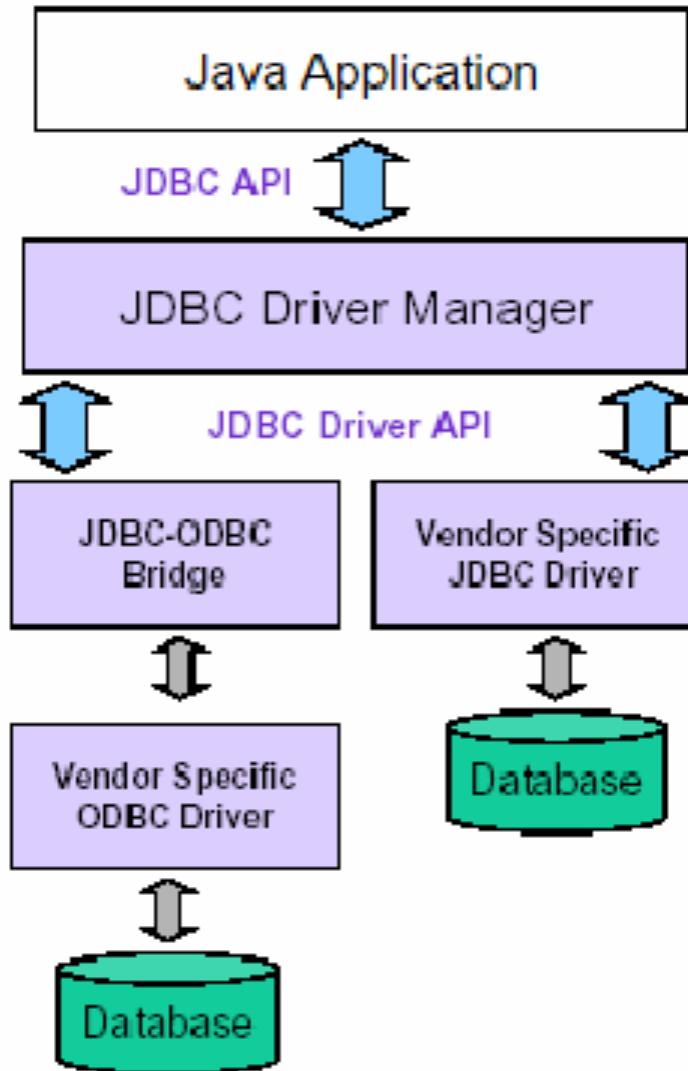 Java Application
JDBC API
JDBC Driver Manager
JDBC Driver API
JDBC-ODBC
Bridge
Vendor Specific
JDBC Driver
Vendor Specific
ODBC Driver
Database
Database